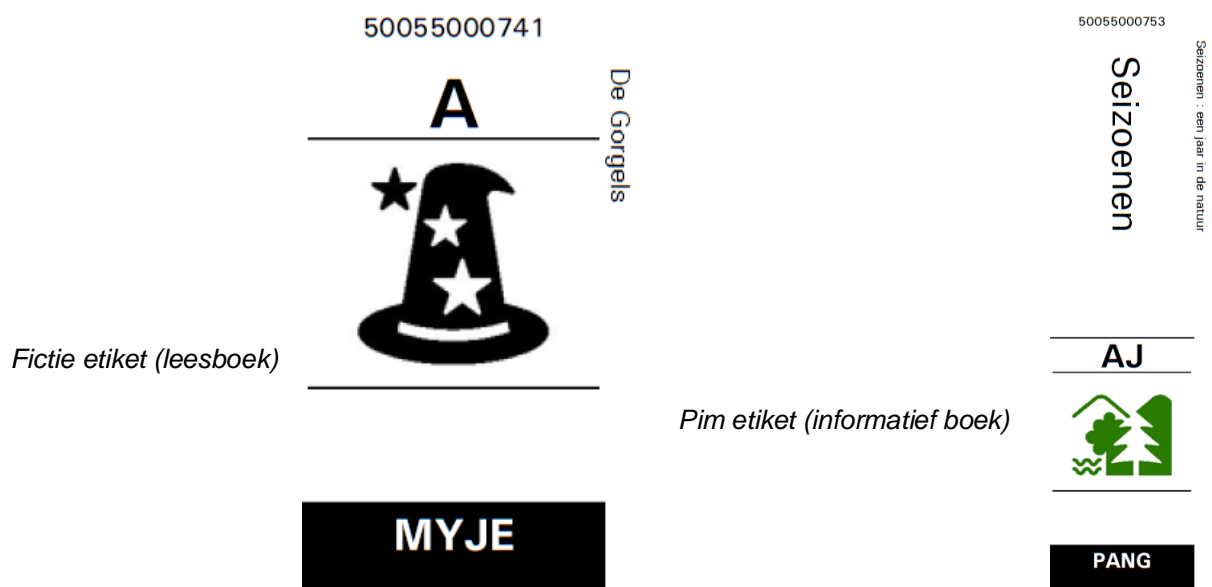 50055000741
A
De Gorgels
MYJE
Fictie etiket (leesboek)
50055000753
Seizoenen
Seizoenen : een jaar in de natuur
AJ
PANG
Pim etiket (informatief boek)